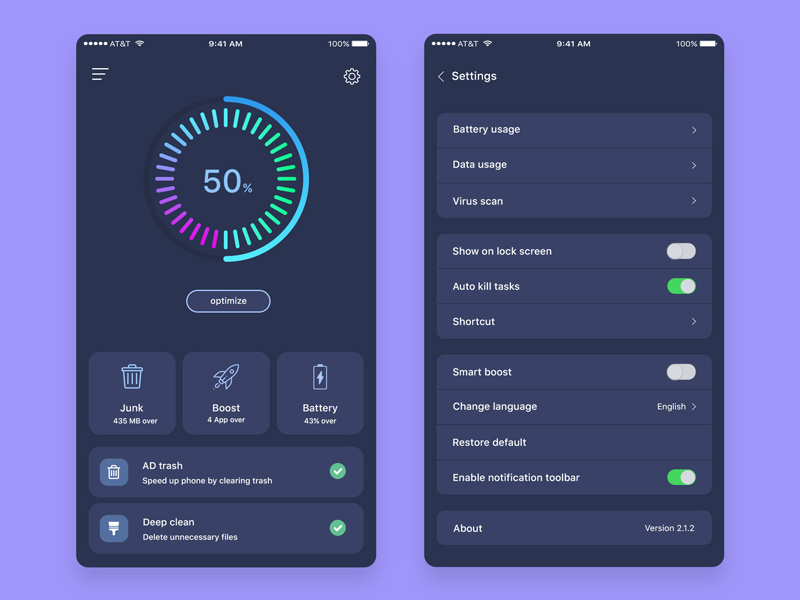 AT&T 9:41 AM 100%
50%
optimize
Junk
435 MB over
Boost
4 App over
Battery
43% over
AD trash
Speed up phone by clearing trash
Deep clean
Delete unnecessary files
AT&T 9:41 AM 100%
Settings
Battery usage
Data usage
Virus scan
Show on lock screen
Auto kill tasks
Shortcut
Smart boost
Change language English
Restore default
Enable notification toolbar
About Version 2.1.2